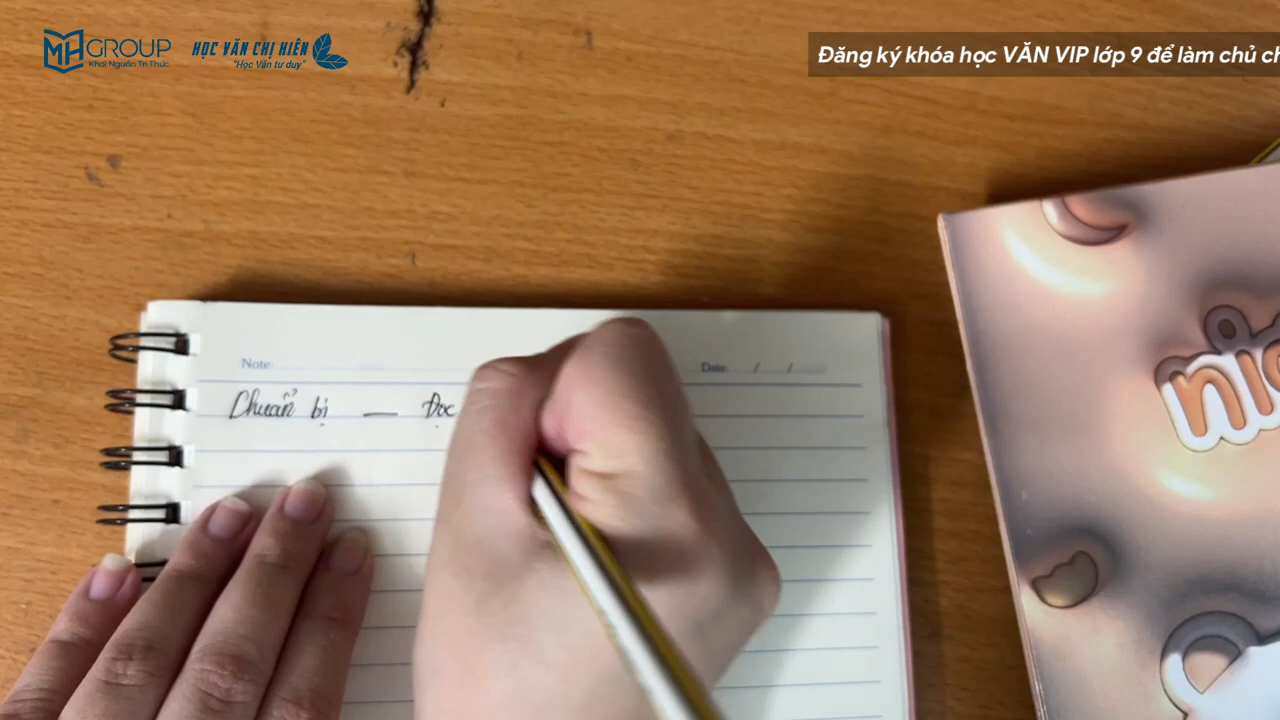 MH GROUP
Khơi Nguồn Tri Thức
HỌC VĂN CHỊ HIÊN
"Học Văn tư duy"
Đăng ký khóa học VĂN VIP lớp 9 để làm chủ ch
Note:
Date: / /
Chuẩn bị — Đọc